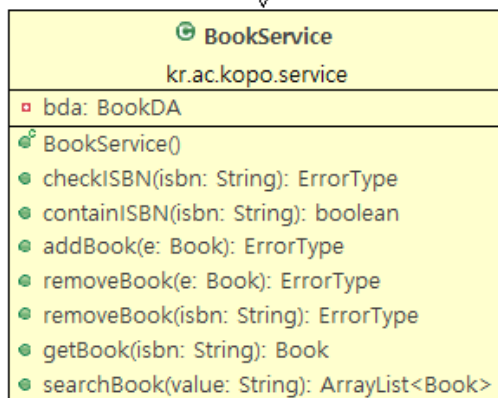 BookService
kr.ac.kopo.service
bda: BookDA
BookService()
checkISBN(isbn: String): ErrorType
containISBN(isbn: String): boolean
addBook(e: Book): ErrorType
removeBook(e: Book): ErrorType
removeBook(isbn: String): ErrorType
getBook(isbn: String): Book
searchBook(value: String): ArrayList<Book>